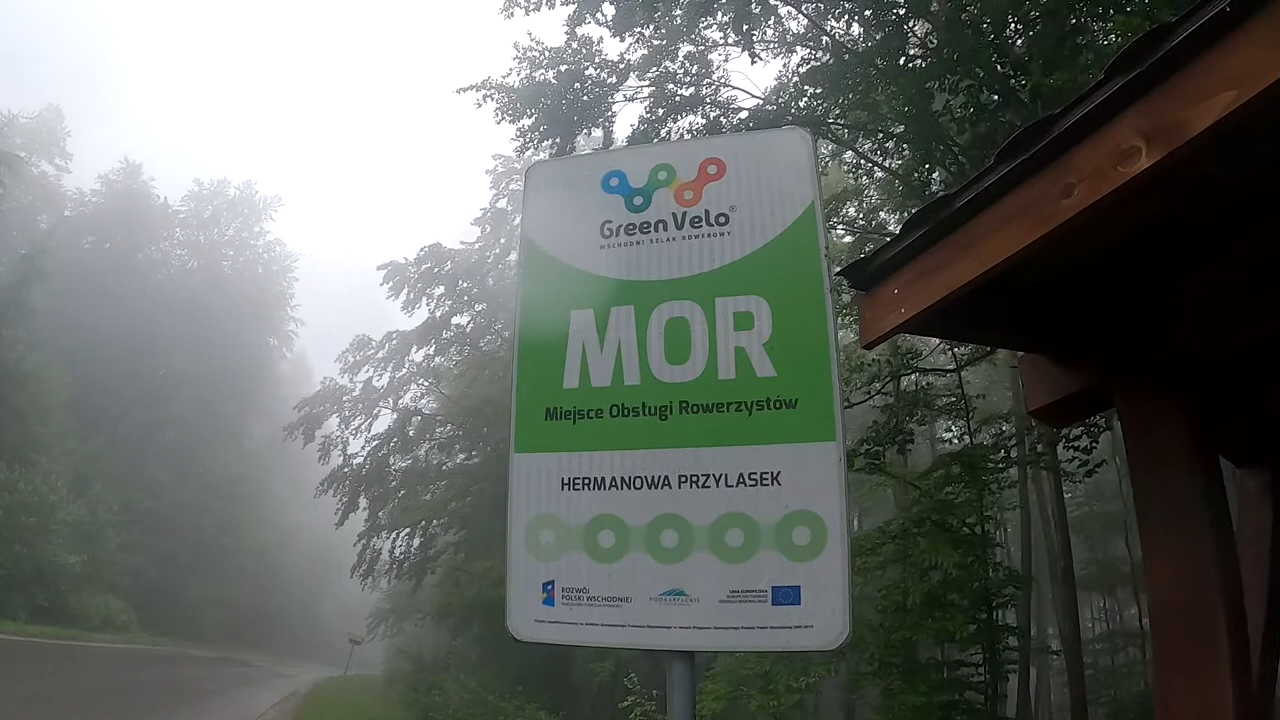 Green Velo®
WSCHODNI SZLAK ROWEROWY
MOR
Miejsce Obsługi Rowerzystów
HERMANOWA PRZYLASEK
ROZWÓJ
POLSKI WSCHODNIEJ
PODKARPACKIE
UNIA EUROPEJSKA